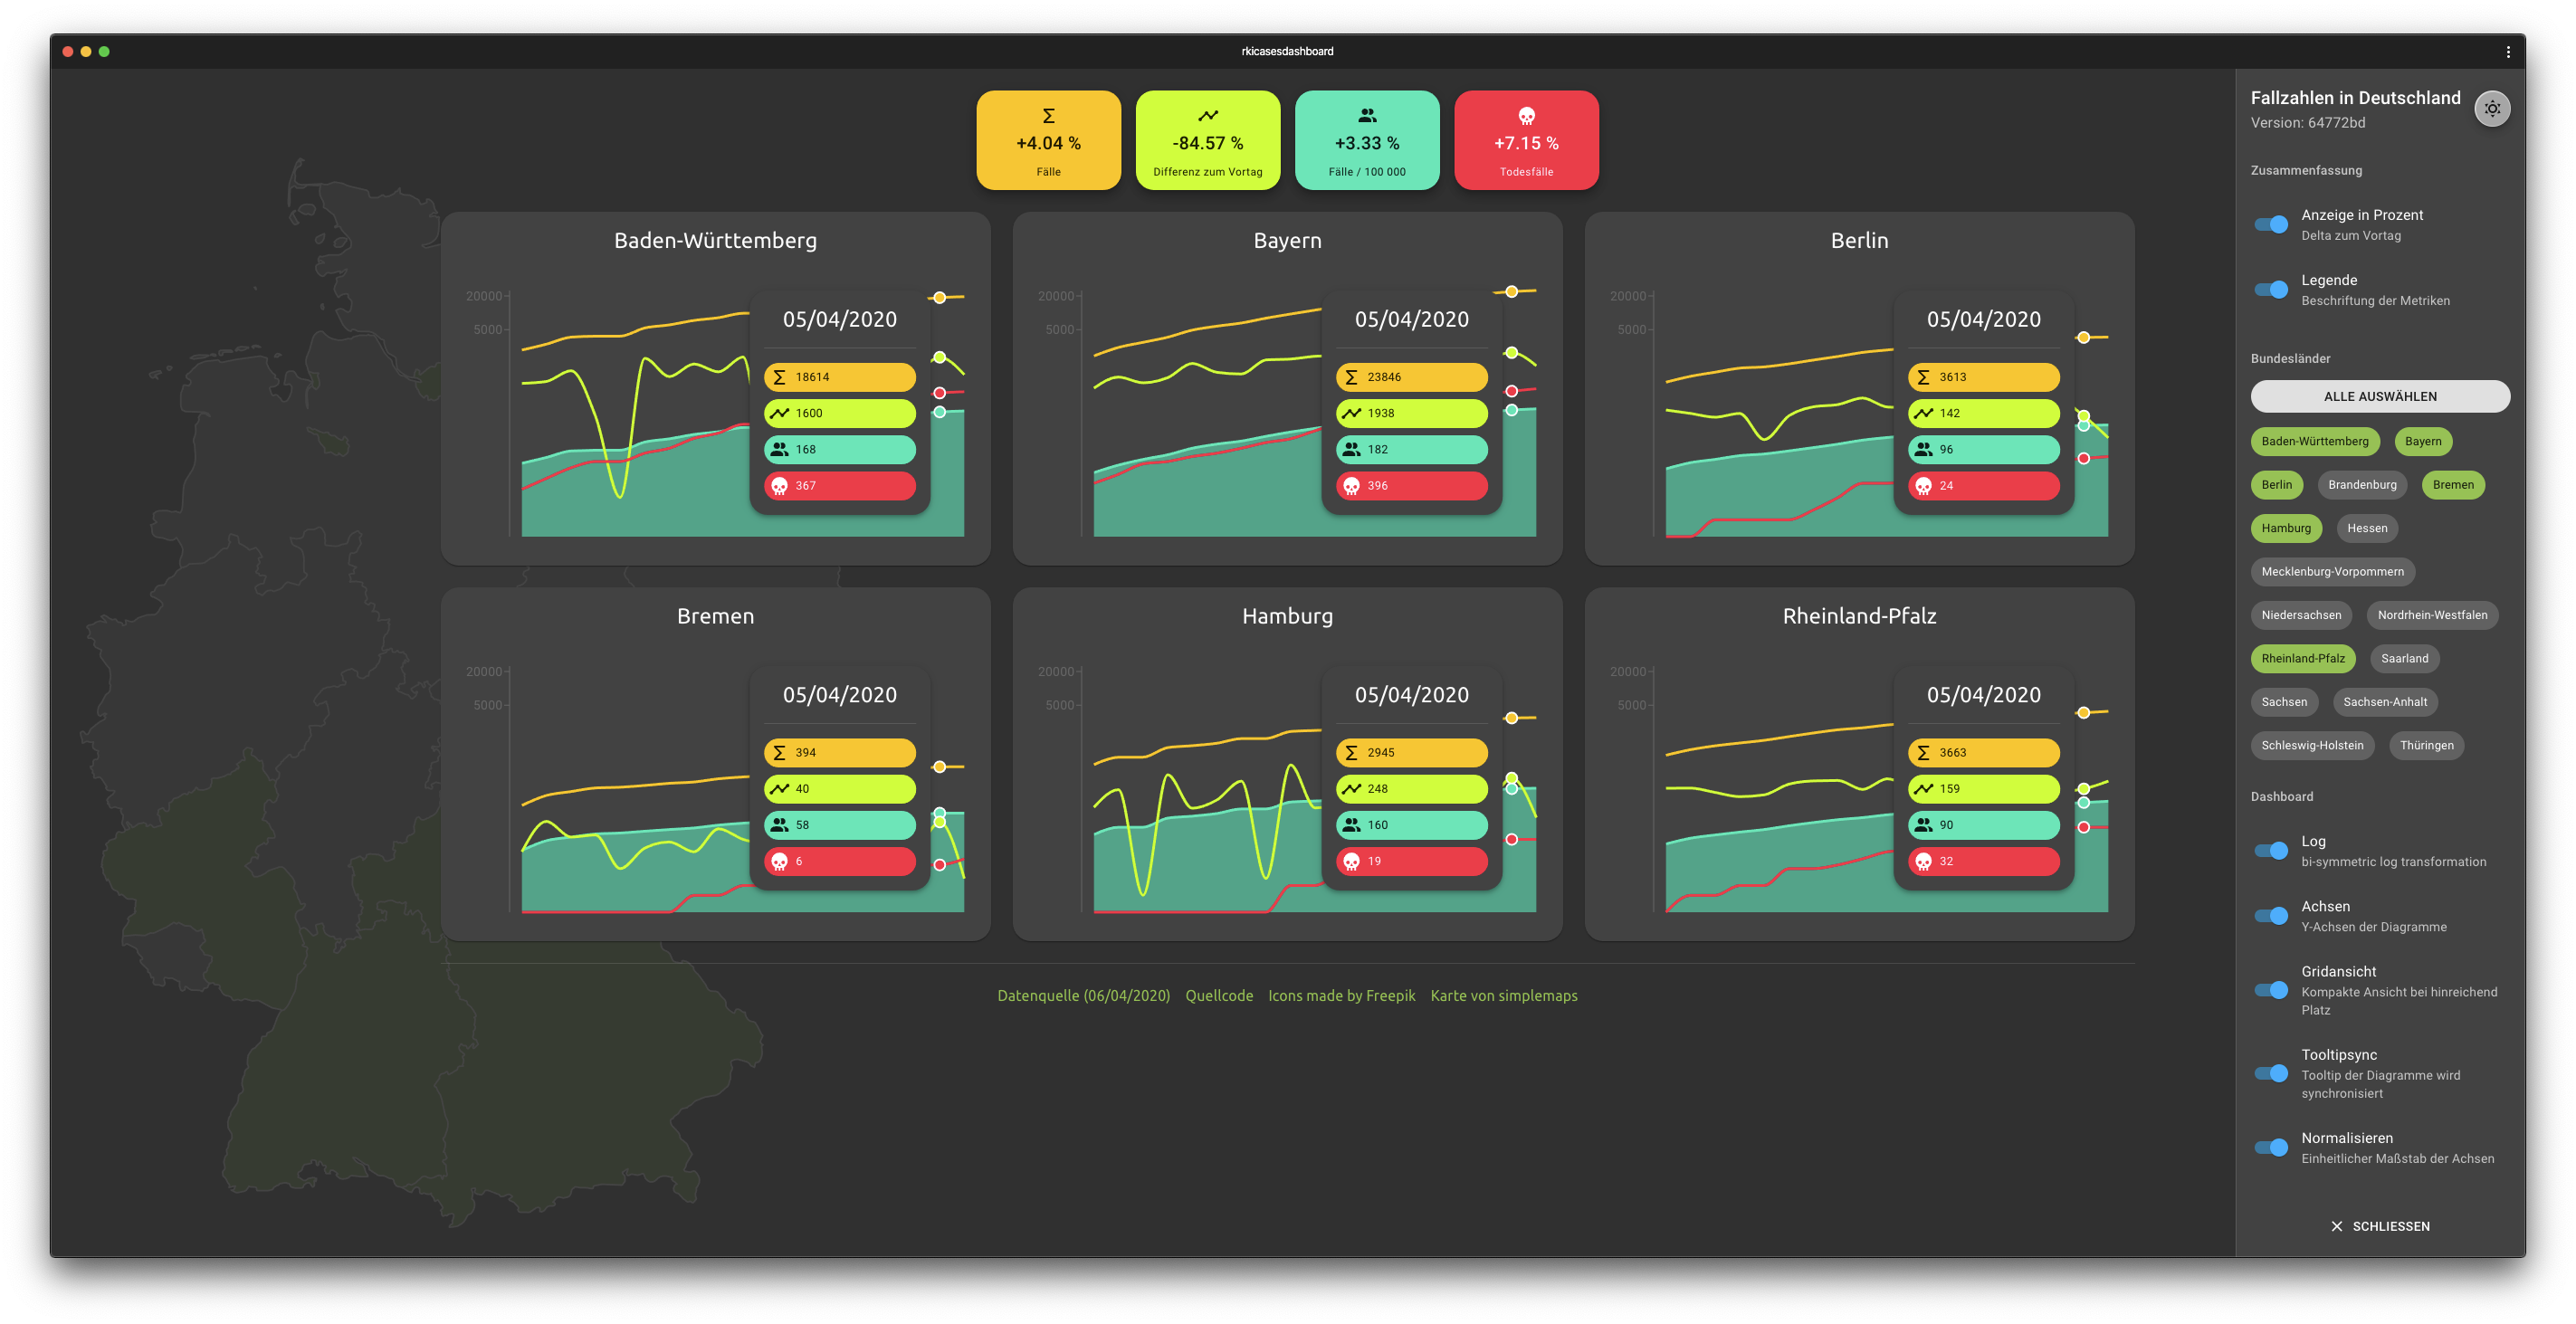 rkicasesdashboard
+4.04 %
Fälle
-84.57 %
Differenz zum Vortag
+3.33 %
Fälle / 100 000
+7.15 %
Todesfälle
Baden-Württemberg
20000
5000
05/04/2020
18614
1600
168
367
Bayern
20000
5000
05/04/2020
23846
1938
182
396
Berlin
20000
5000
05/04/2020
3613
142
96
24
Bremen
20000
5000
05/04/2020
394
40
58
6
Hamburg
20000
5000
05/04/2020
2945
248
160
19
Rheinland-Pfalz
20000
5000
05/04/2020
3663
159
90
32
Datenquelle (06/04/2020) Quellcode Icons made by Freepik Karte von simplemaps
Fallzahlen in Deutschland
Version: 64772bd
Zusammenfassung
Anzeige in Prozent
Delta zum Vortag
Legende
Beschriftung der Metriken
Bundesländer
ALLE AUSWÄHLEN
Baden-Württemberg Bayern
Berlin Brandenburg Bremen
Hamburg Hessen
Mecklenburg-Vorpommern
Niedersachsen Nordrhein-Westfalen
Rheinland-Pfalz Saarland
Sachsen Sachsen-Anhalt
Schleswig-Holstein Thüringen
Dashboard
Log
bi-symmetric log transformation
Achsen
Y-Achsen der Diagramme
Gridansicht
Kompakte Ansicht bei hinreichend
Platz
Tooltipsync
Tooltip der Diagramme wird
synchronisiert
Normalisieren
Einheitlicher Maßstab der Achsen
SCHLIESSEN